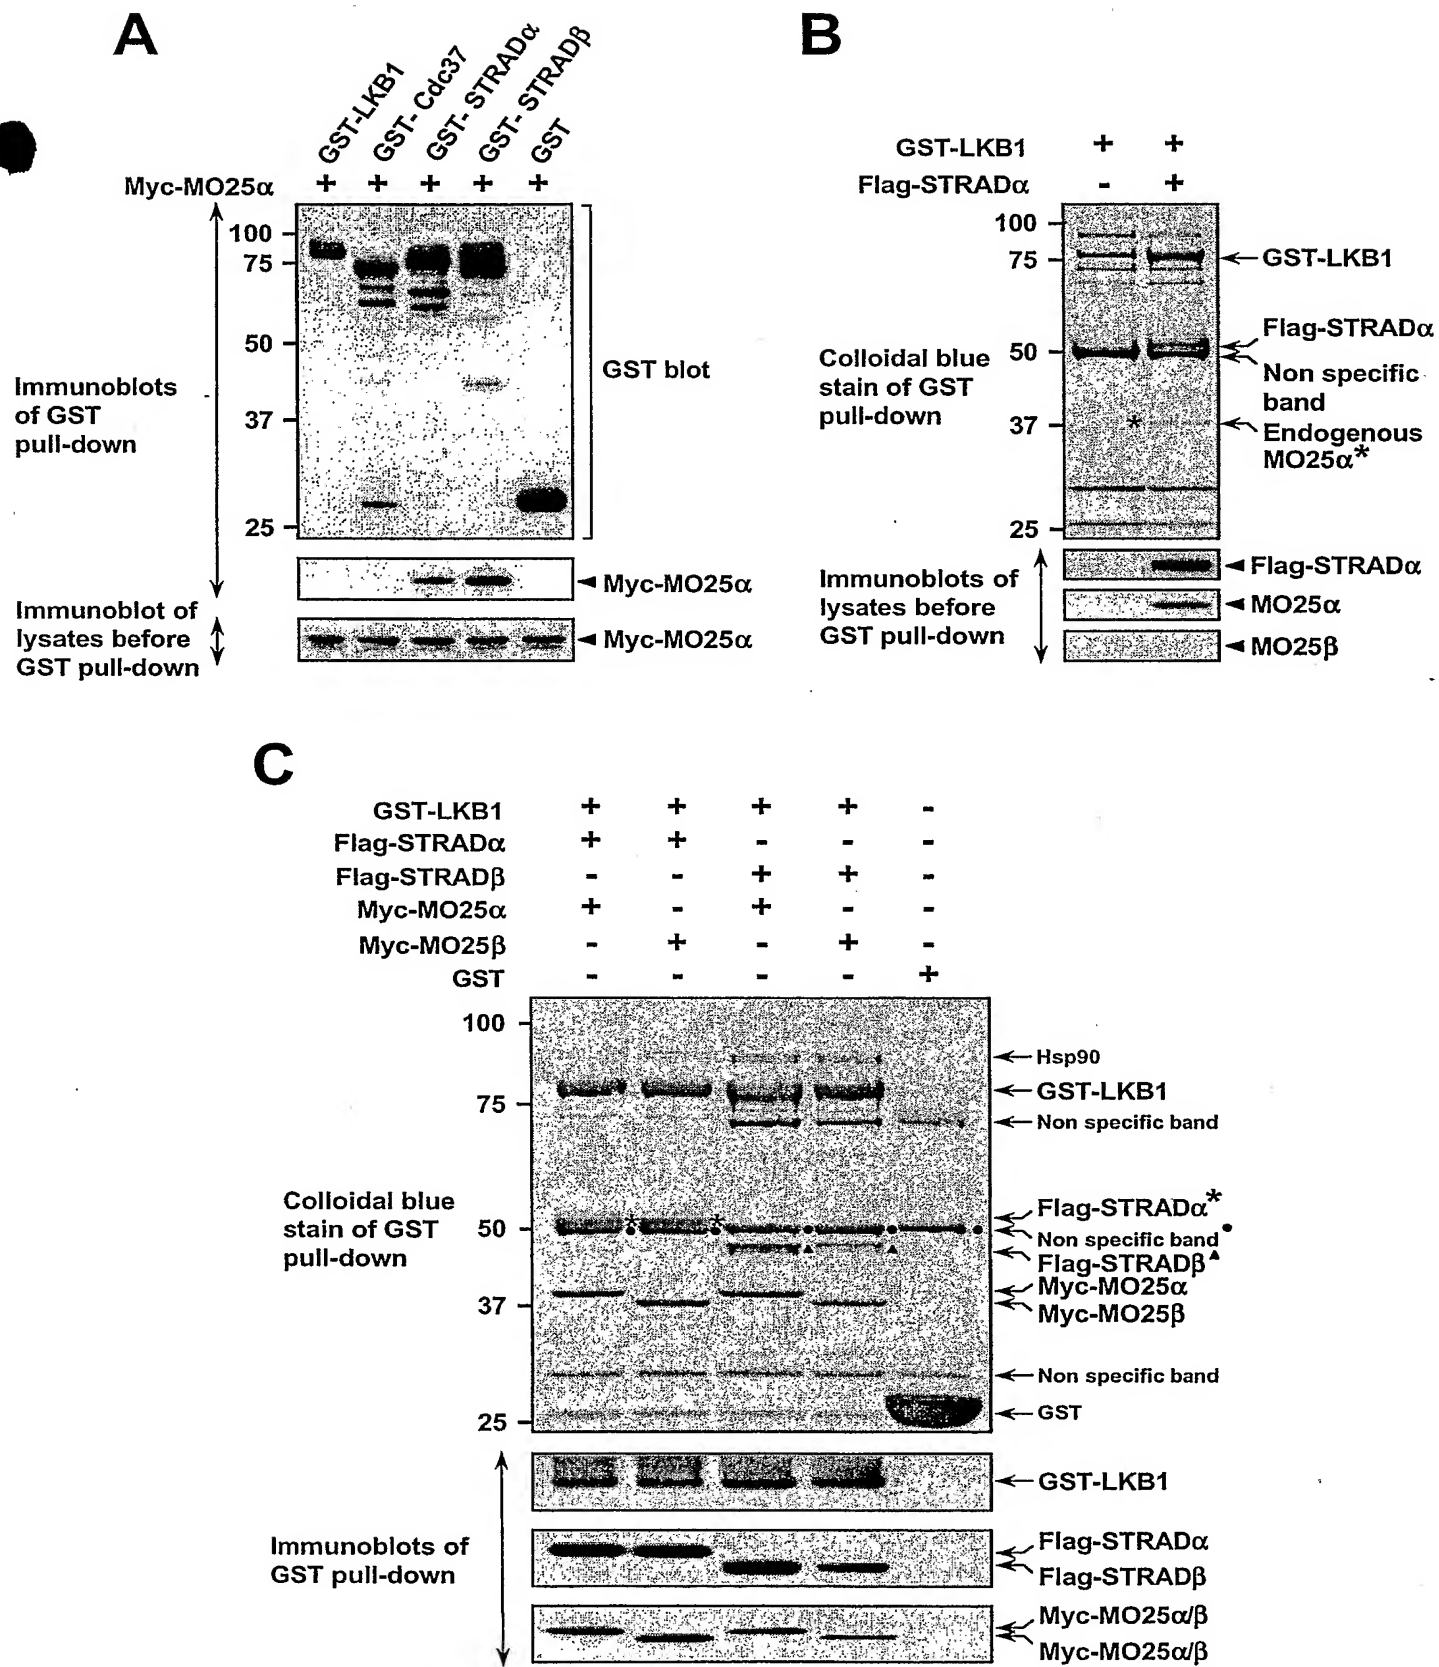 A
GST-LKB1
GST- Cdc37
GST- STRADα
GST- STRADβ
GST
Myc-MO25α + + + + +
100
75
50
37
25
Immunoblots
of GST
pull-down
GST blot
Myc-MO25α
Immunoblot of
lysates before
GST pull-down
Myc-MO25α
B
GST-LKB1 + +
Flag-STRADα - +
100
75
50
37
25
GST-LKB1
Flag-STRADα
Non specific
band
Endogenous
MO25α*
*
Colloidal blue
stain of GST
pull-down
Immunoblots of
lysates before
GST pull-down
Flag-STRADα
MO25α
MO25β
C
GST-LKB1 + + + + -
Flag-STRADα + + - - -
Flag-STRADβ - - + + -
Myc-MO25α + - + - -
Myc-MO25β - + - + -
GST - - - - +
100
75
50
37
25
Colloidal blue
stain of GST
pull-down
* *
Hsp90
GST-LKB1
Non specific band
Flag-STRADα*
Non specific band•
Flag-STRADβ▲
Myc-MO25α
Myc-MO25β
Non specific band
GST
Immunoblots of
GST pull-down
GST-LKB1
Flag-STRADα
Flag-STRADβ
Myc-MO25α/β
Myc-MO25α/β